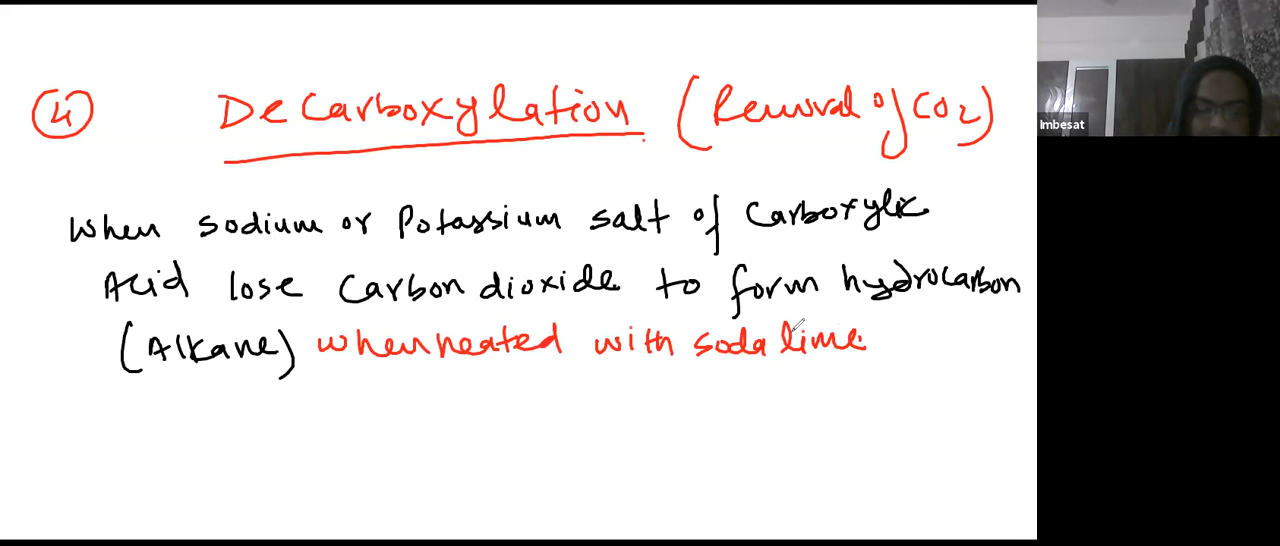 4 Decarboxylation (Removal of CO2)
Imbesat
When sodium or Potassium salt of Carboxylic
Acid lose Carbon dioxide to form hydrocarbon
(Alkane) when heated with soda lime.